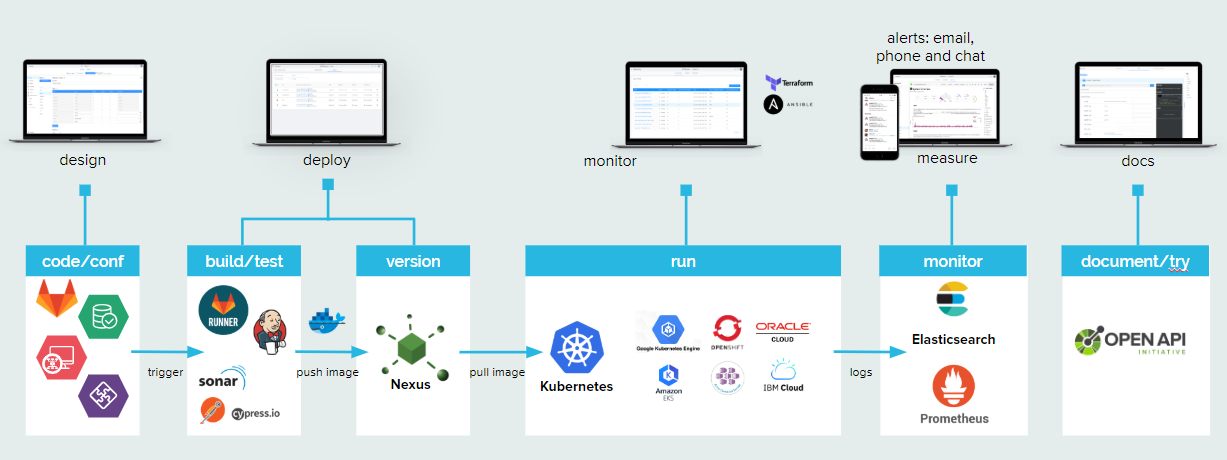 alerts: email,
phone and chat
Terraform
ANSIBLE
design
deploy
monitor
measure
docs
code/conf
build/test
version
run
monitor
document/try
RUNNER
Google Kubernetes Engine
OPENSHIFT
ORACLE
CLOUD
Elasticsearch
OPEN API
INITIATIVE
trigger
push image
pull image
logs
sonar
cypress.io
Nexus
Kubernetes
Amazon
EKS
IBM Cloud
Prometheus